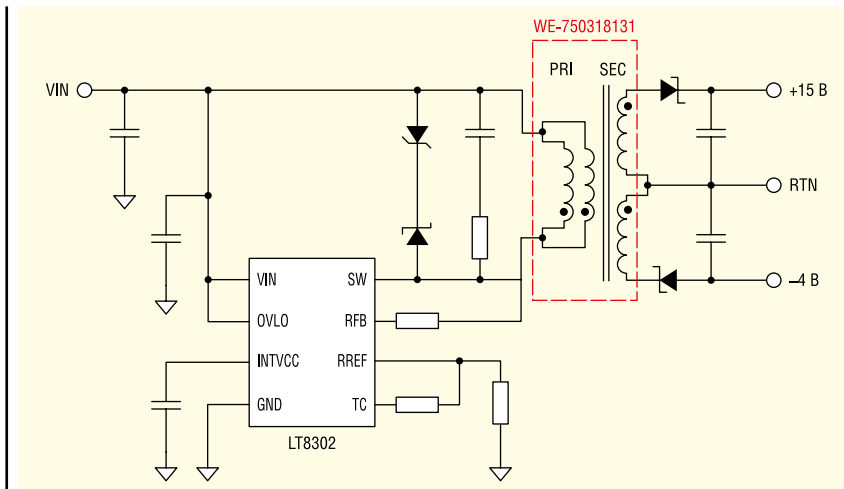 WE-750318131
PRI SEC
VIN
+15 В
RTN
–4 В
VIN SW
OVLO RFB
INTVCC RREF
GND TC
LT8302